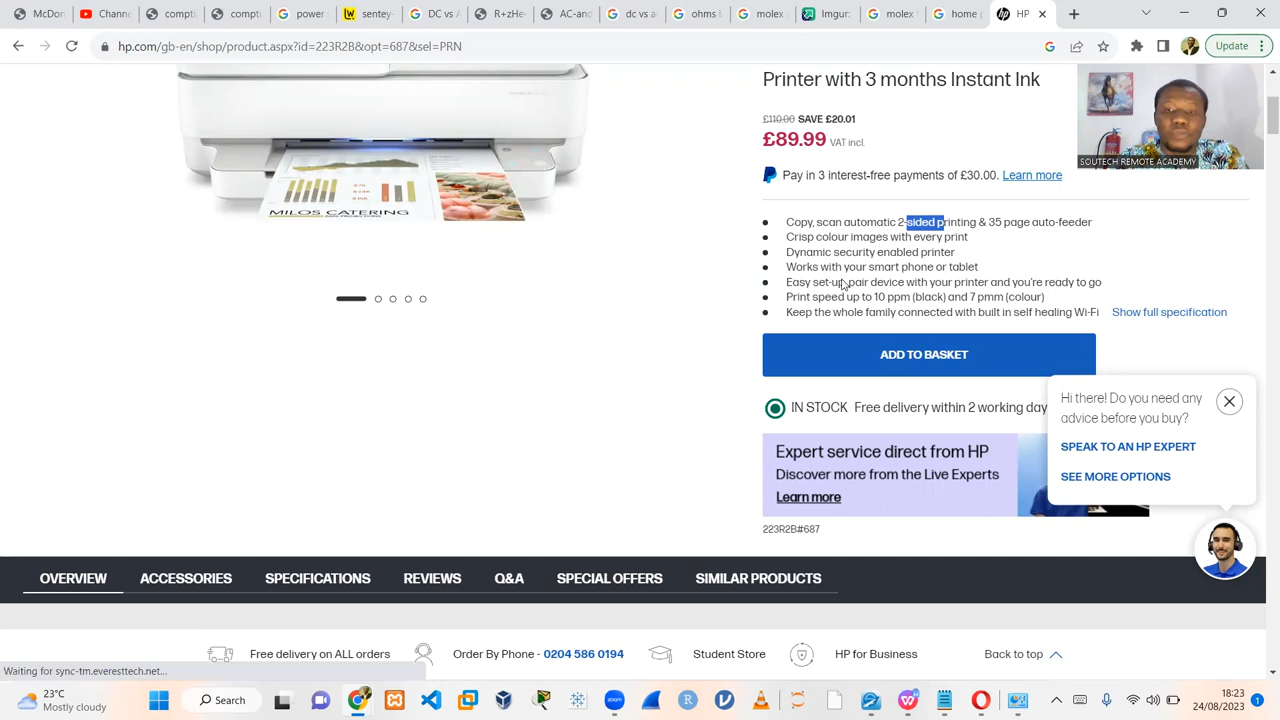 McDon
Chann
compti
compti
power
sentey-
DC vs A
R+zHe
AC-and
dc vs a
ohms l
molex
Imgur:
molex
home p
HP
hp.com/gb-en/shop/product.aspx?id=223R2B&opt=687&sel=PRN
Update
Printer with 3 months Instant Ink
£110.00 SAVE £20.01
£89.99 VAT incl.
SOUTECH REMOTE ACADEMY
Pay in 3 interest-free payments of £30.00. Learn more
Copy, scan automatic 2-sided printing & 35 page auto-feeder
Crisp colour images with every print
Dynamic security enabled printer
Works with your smart phone or tablet
Easy set-up pair device with your printer and you're ready to go
Print speed up to 10 ppm (black) and 7 pmm (colour)
Keep the whole family connected with built in self healing Wi-Fi Show full specification
MILOS CATERING
ADD TO BASKET
IN STOCK Free delivery within 2 working day
Hi there! Do you need any
advice before you buy?
SPEAK TO AN HP EXPERT
SEE MORE OPTIONS
Expert service direct from HP
Discover more from the Live Experts
Learn more
223R2B#687
OVERVIEW ACCESSORIES SPECIFICATIONS REVIEWS Q&A SPECIAL OFFERS SIMILAR PRODUCTS
Free delivery on ALL orders Order By Phone - 0204 586 0194 Student Store HP for Business Back to top
Waiting for sync-tm.everesttech.net...
23°C
Mostly cloudy
Search
zoom
18:23
24/08/2023
1